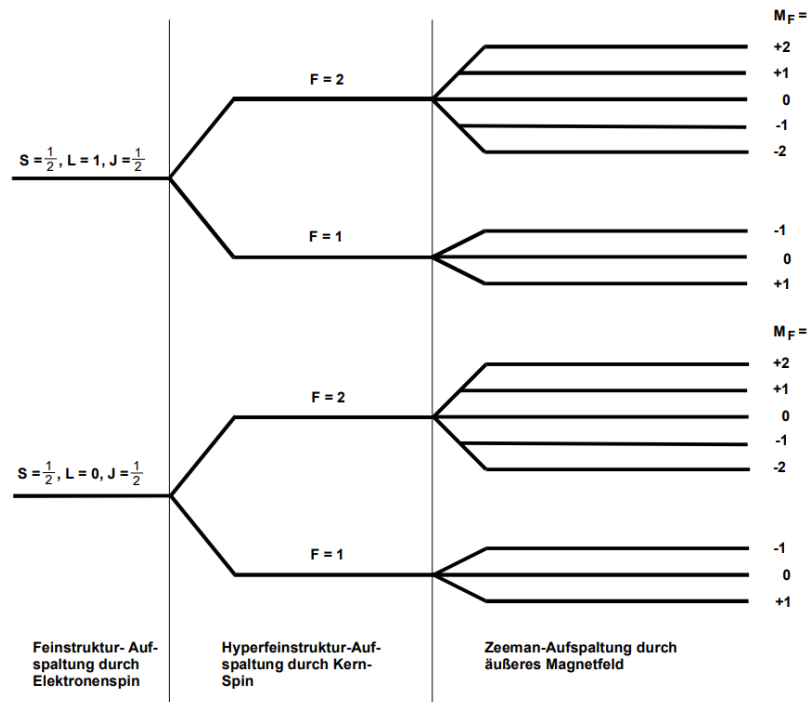 M F =
+2
F = 2
+1
0
-1
S = 1/2, L = 1, J = 1/2
-2
-1
F = 1
0
+1
M F =
+2
F = 2
+1
0
-1
S = 1/2, L = 0, J = 1/2
-2
-1
F = 1
0
+1
Feinstruktur- Auf-
spaltung durch
Elektronenspin
Hyperfeinstruktur-Auf-
spaltung durch Kern-
Spin
Zeeman-Aufspaltung durch
äußeres Magnetfeld